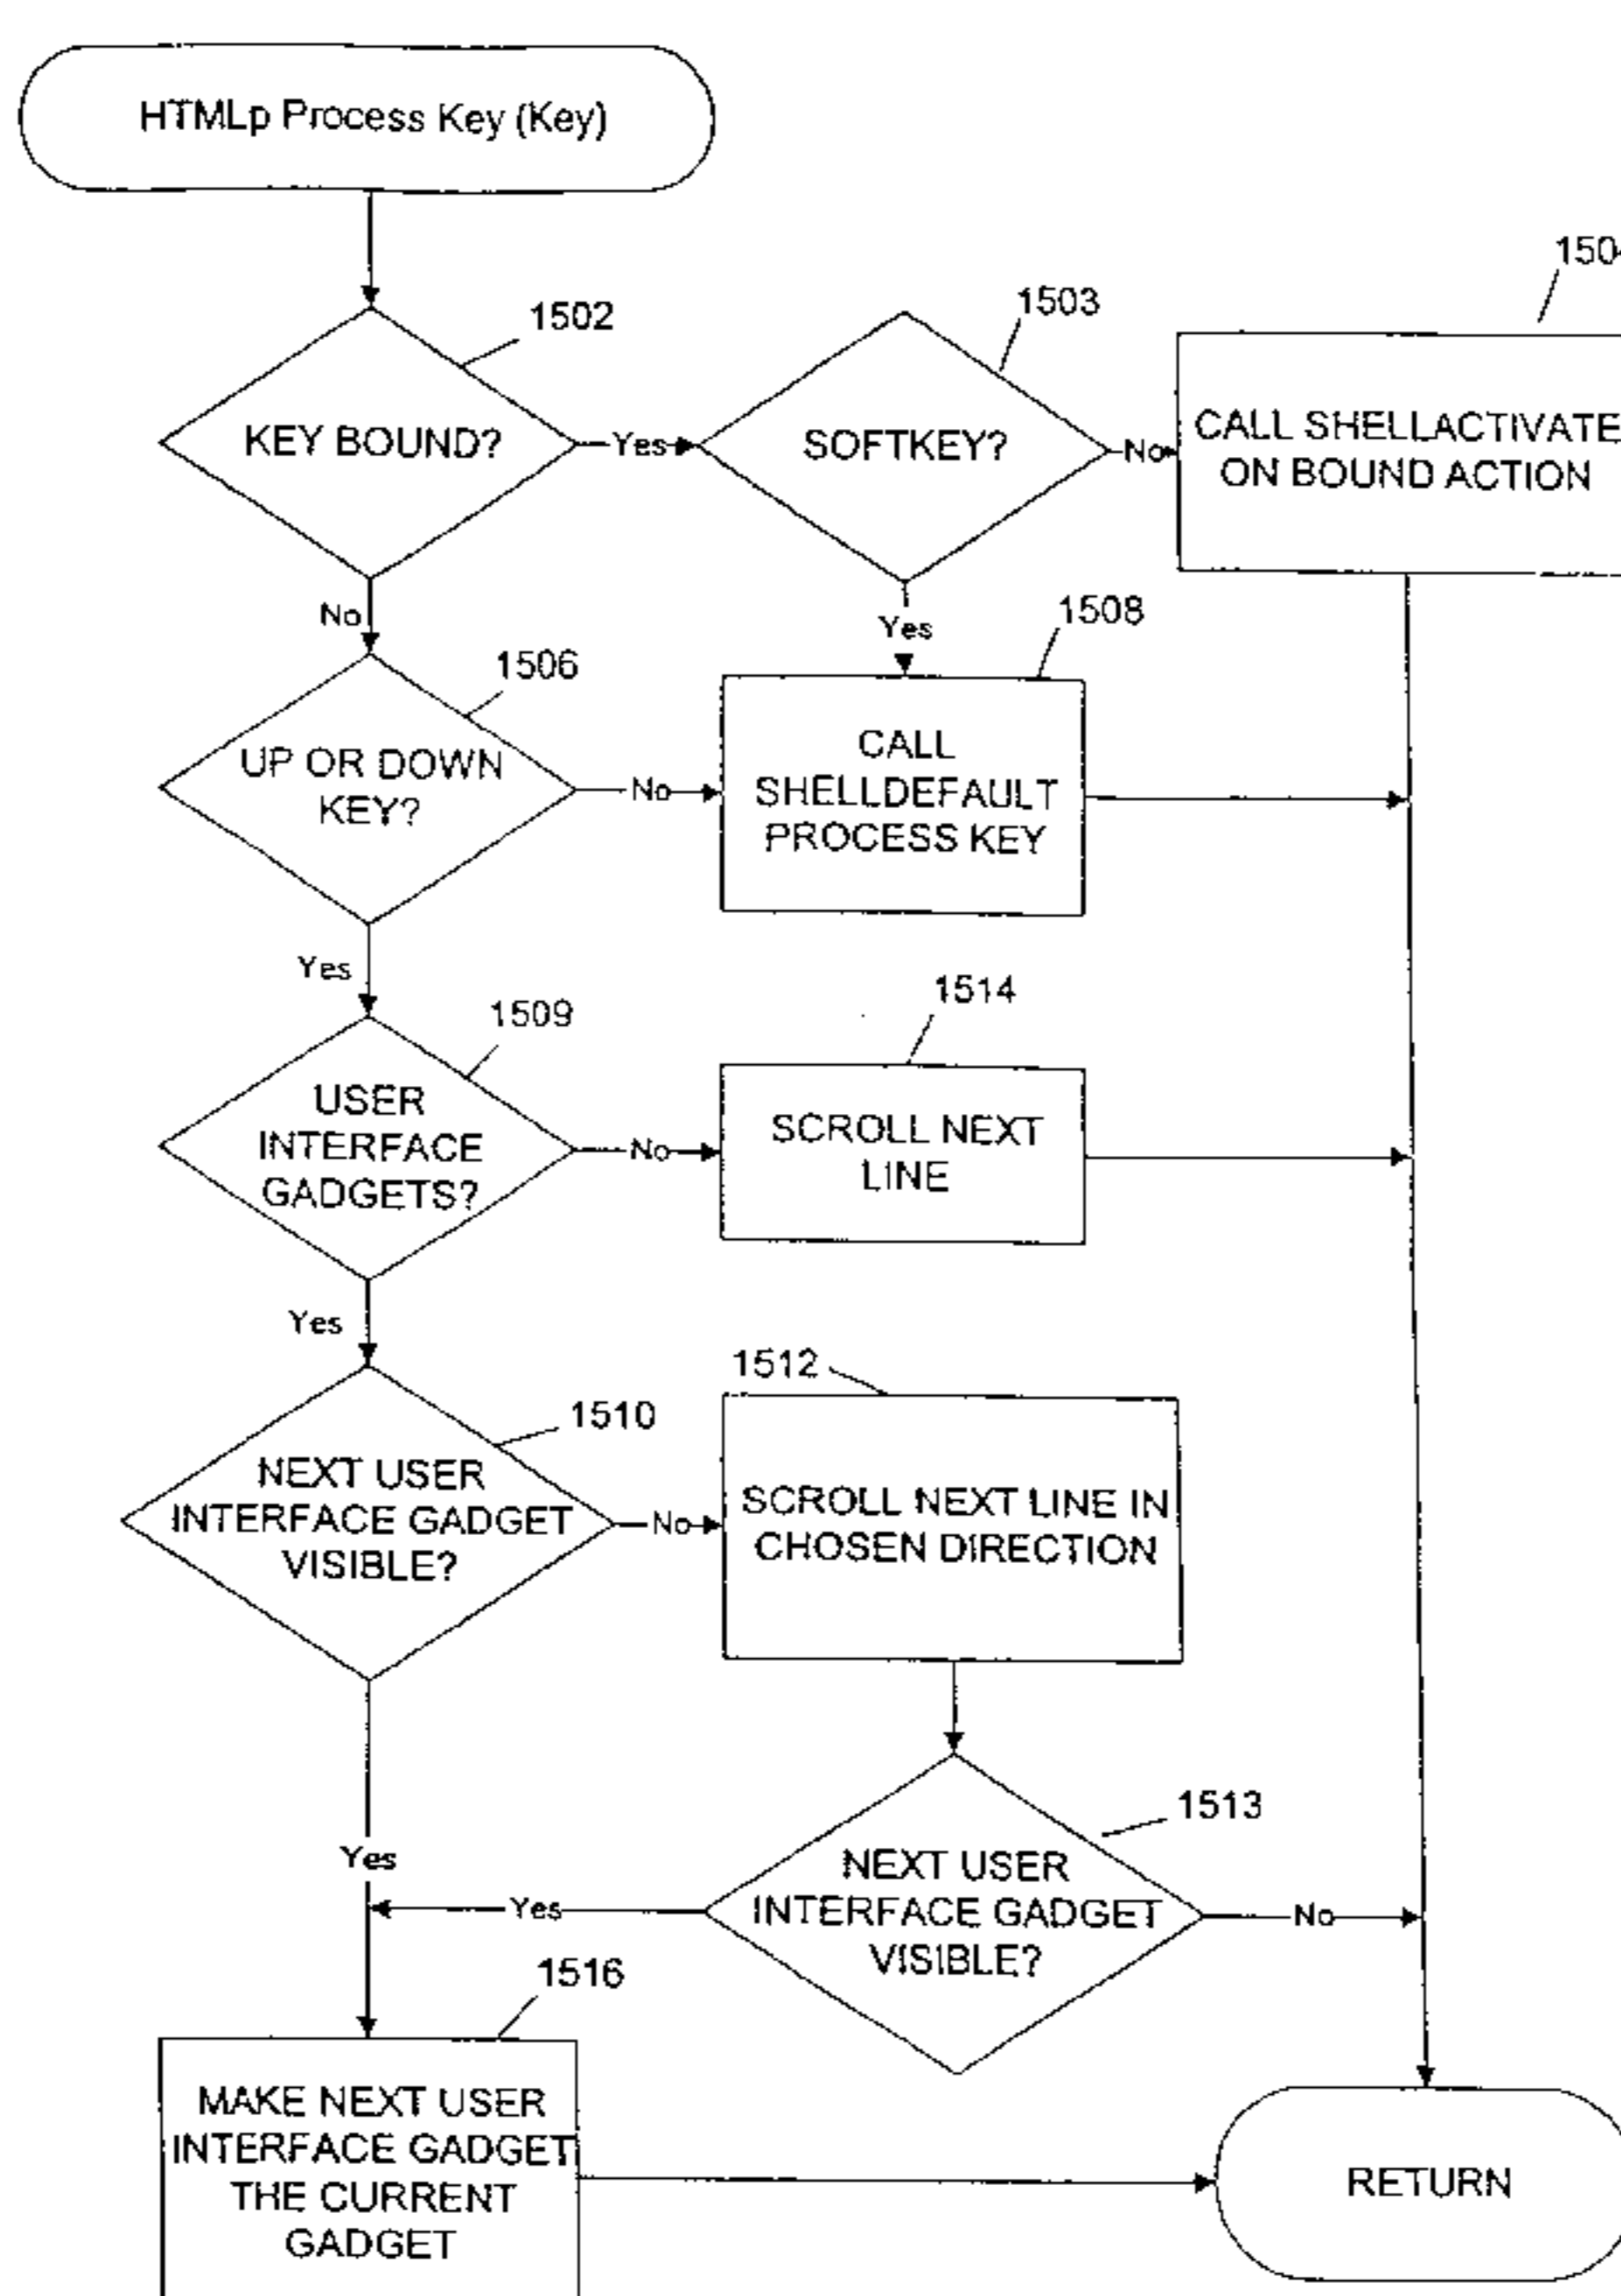 HTMLp Process Key (Key)
1502
KEY BOUND?
Yes
1503
SOFTKEY?
No
CALL SHELLACTIVATE
ON BOUND ACTION
No
Yes
1506
UP OR DOWN
KEY?
No
1508
CALL
SHELLDEFAULT
PROCESS KEY
Yes
1509
USER
INTERFACE
GADGETS?
No
1514
SCROLL NEXT
LINE
Yes
1510
NEXT USER
INTERFACE GADGET
VISIBLE?
No
1512
SCROLL NEXT LINE IN
CHOSEN DIRECTION
Yes
1513
NEXT USER
INTERFACE GADGET
VISIBLE?
Yes
No
1516
MAKE NEXT USER
INTERFACE GADGET
THE CURRENT
GADGET
RETURN